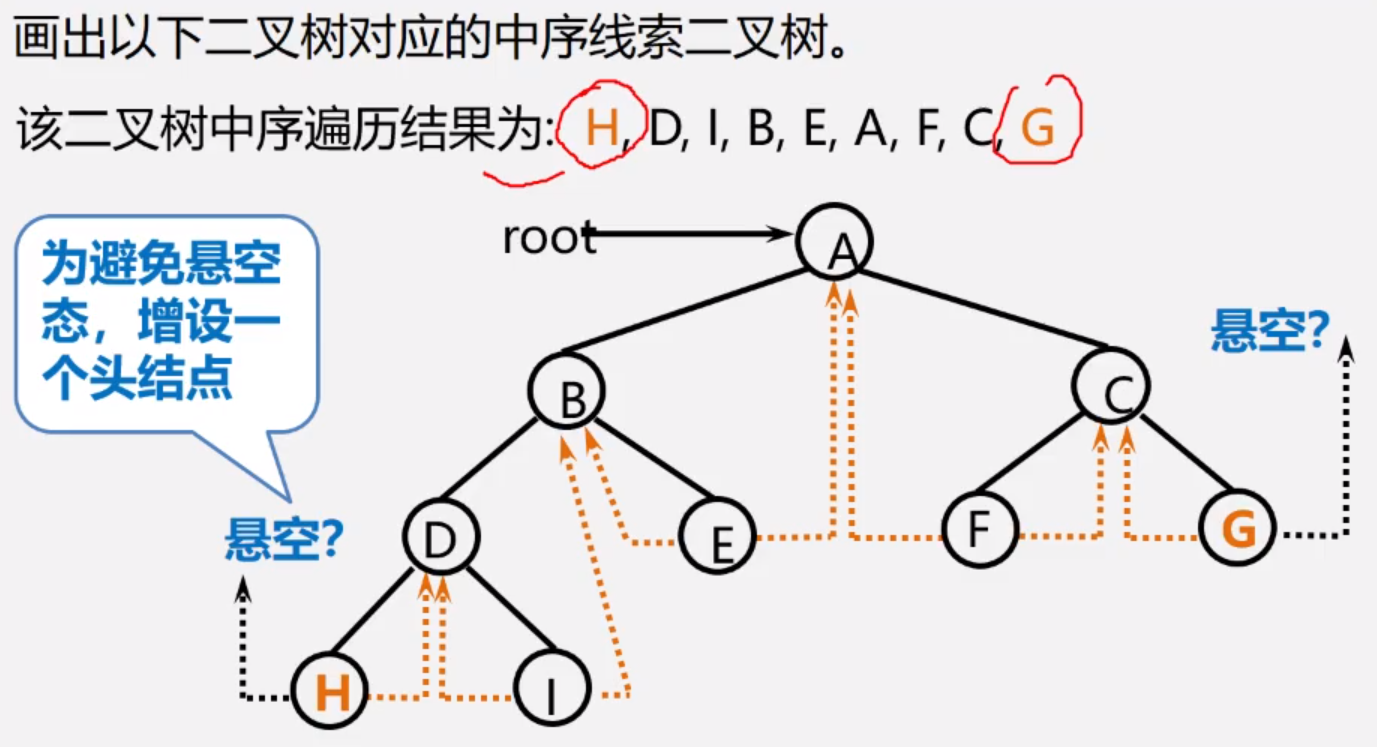 画出以下二叉树对应的中序线索二叉树。
该二叉树中序遍历结果为: H, D, I, B, E, A, F, C, G
root
A
为避免悬空
态，增设一
个头结点
悬空?
B
C
悬空?
D
E
F
G
H
I